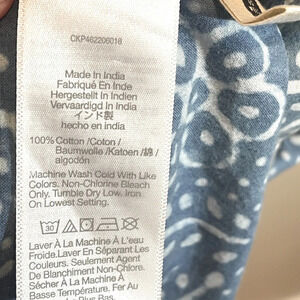 CKP462206018
Made In India
Fabriqué En Inde
Hergestellt In Indien
Vervaardigd In India
インド製
hecho en india
100% Cotton /Coton/
Baumwolle /Katoen/綿/
algodón
Machine Wash Cold With Like
Colors. Non-Chlorine Bleach
Only. Tumble Dry Low. Iron
On Lowest Setting.
30
Laver À La Machine À L'eau
Froide. Laver En Séparant Les
Couleurs. Seulement Agent
De Blanchiment Non-Chlore.
Sécher À La Machine À
Basse Température. Fer Au
Plus Bas.